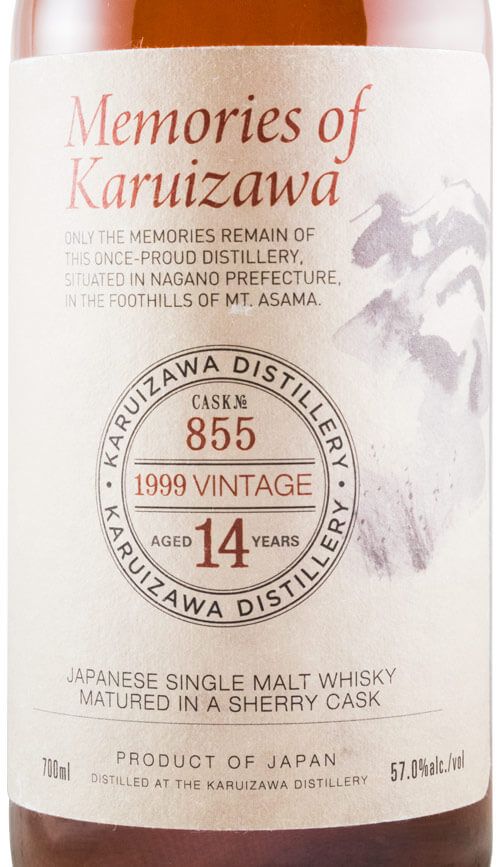 Memories of
Karuizawa
ONLY THE MEMORIES REMAIN OF
THIS ONCE-PROUD DISTILLERY,
SITUATED IN NAGANO PREFECTURE,
IN THE FOOTHILLS OF MT. ASAMA.
KARUIZAWA DISTILLERY
CASK№
855
1999 VINTAGE
AGED 14 YEARS
KARUIZAWA DISTILLERY
JAPANESE SINGLE MALT WHISKY
MATURED IN A SHERRY CASK
700ml
PRODUCT OF JAPAN
DISTILLED AT THE KARUIZAWA DISTILLERY
57.0%alc./vol